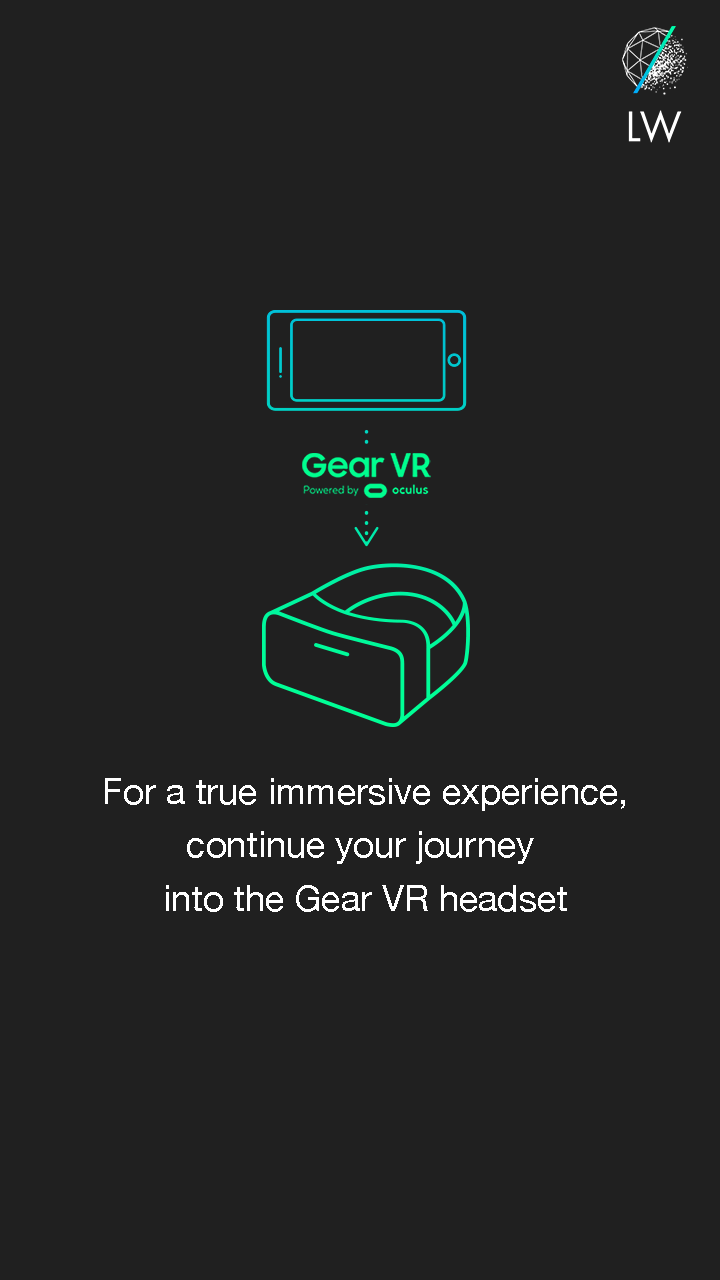 LW
Gear VR
Powered by oculus
For a true immersive experience,
continue your journey
into the Gear VR headset